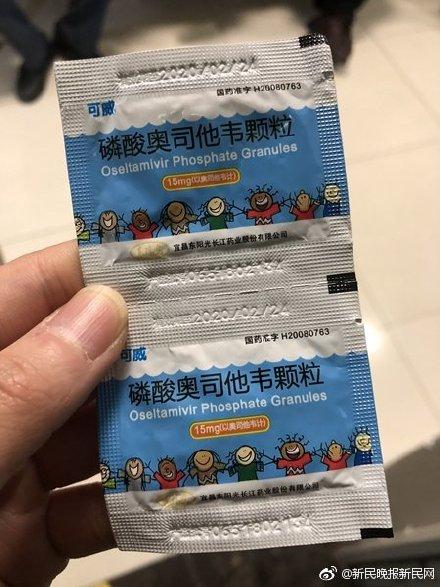 2020/02/24
国药准字 H20080763
可威
磷酸奥司他韦颗粒
Oseltamivir Phosphate Granules
15mg(以奥司他韦计)
宜昌东阳光长江药业股份有限公司
0651802134
2020/02/24
国药准字 H20080763
可威
磷酸奥司他韦颗粒
Oseltamivir Phosphate Granules
15mg(以奥司他韦计)
宜昌东阳光长江药业股份有限公司
0651802134
@新民晚报新民网